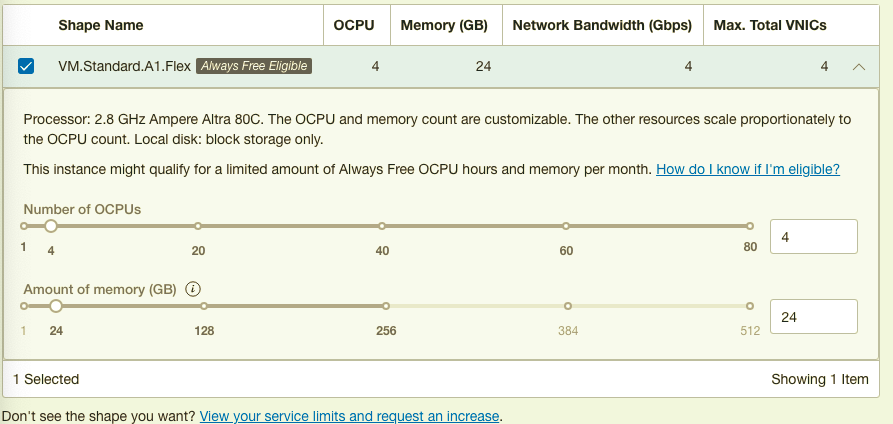 Shape Name OCPU Memory (GB) Network Bandwidth (Gbps) Max. Total VNICs
VM.Standard.A1.Flex Always Free Eligible 4 24 4 4
Processor: 2.8 GHz Ampere Altra 80C. The OCPU and memory count are customizable. The other resources scale proportionately to
the OCPU count. Local disk: block storage only.
This instance might qualify for a limited amount of Always Free OCPU hours and memory per month. How do I know if I'm eligible?
Number of OCPUs
1 4 20 40 60 80
4
Amount of memory (GB) i
1 24 128 256 384 512
24
1 Selected Showing 1 Item
Don't see the shape you want? View your service limits and request an increase.